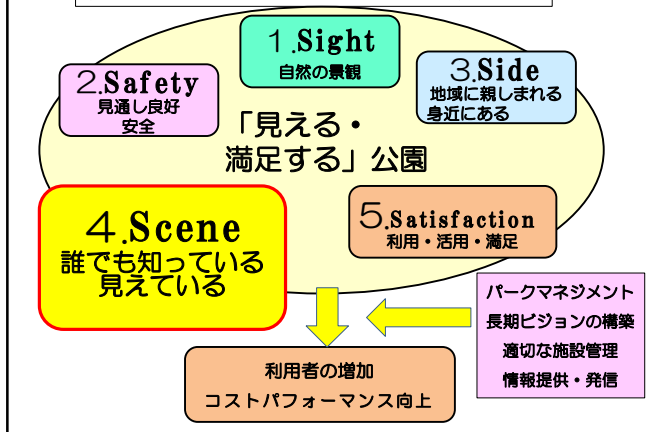 1.Sight
自然の景観
2.Safety
見通し良好
安全
3.Side
地域に親しまれる
身近にある
「見える・
満足する」公園
4.Scene
誰でも知っている
見えている
5.Satisfaction
利用・活用・満足
パークマネジメント
長期ビジョンの構築
適切な施設管理
情報提供・発信
利用者の増加
コストパフォーマンス向上